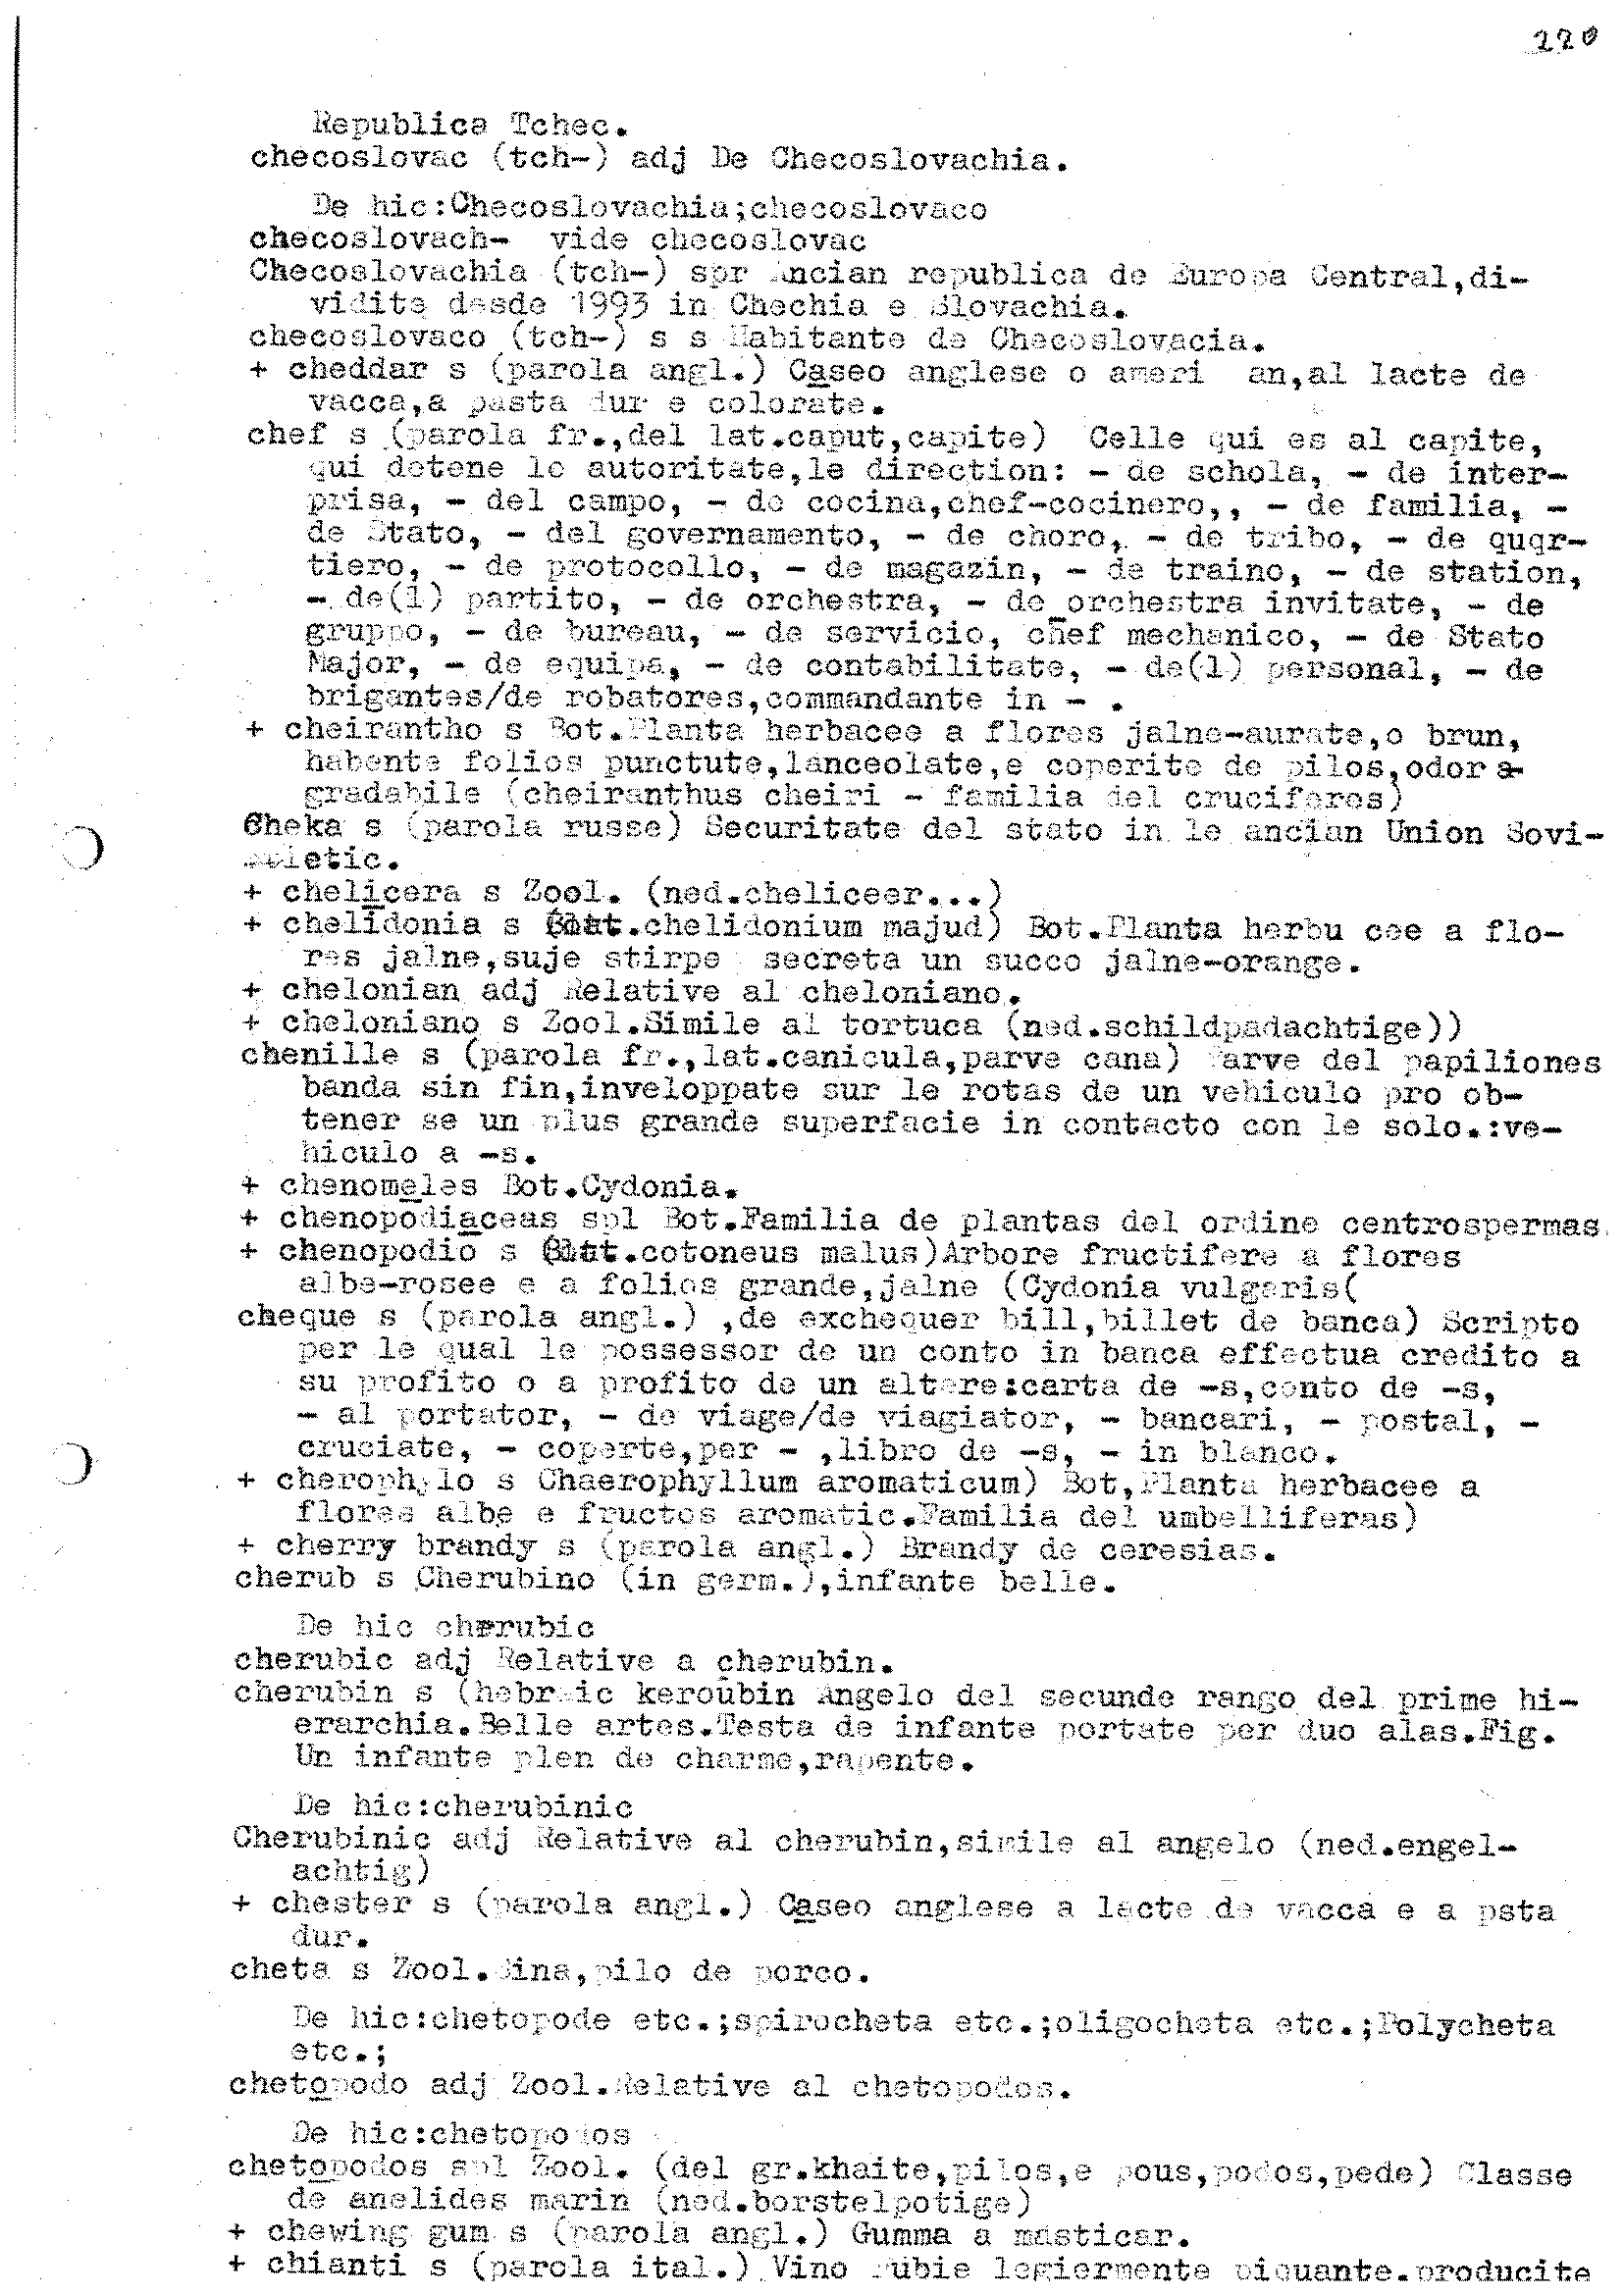 220
Republica Tchec.
checoslovac (tch-) adj De Checoslovachia.
De hic:Checoslovachia;checoslovaco
checoslovach- vide checoslovac
Checoslovachia (tch-) spr Ancian republica de Europa Central,di-
vidite desde 1993 in Chechia e Slovachia.
checoslovaco (tch-) s s Habitante de Checoslovacia.
+ cheddar s (parola angl.) Caseo anglese o ameri an,al lacte de
vacca,a pasta dur e colorate.
chef s (parola fr.,del lat.caput,capite) Celle qui es al capite,
qui detene le autoritate,le direction: - de schola, - de inter-
prisa, - del campo, - de cocina,chef-cocinero,, - de familia, -
de Stato, - del governamento, - de choro, - de tribo, - de quqr-
tiero, - de protocollo, - de magazin, - de traino, - de station,
- de(l) partito, - de orchestra, - de orchestra invitate, - de
gruppo, - de bureau, - de servicio, chef mechanico, - de Stato
Major, - de equipa, - de contabilitate, - de(l) personal, - de
brigantes/de robatores,commandante in - .
+ cheirantho s Bot.Planta herbacee a flores jalne-aurate,o brun,
habente folios punctute,lanceolate,e coperite de pilos,odor a-
gradabile (cheiranthus cheiri - familia del cruciferos)
Cheka s (parola russe) Securitate del stato in le ancian Union Sovi-
etic.
+ chelicera s Zool. (ned.cheliceer...)
+ chelidonia s (lat.chelidonium majud) Bot.Planta herbu cee a flo-
res jalne,suje stirpe secreta un succo jalne-orange.
+ chelonian adj Relative al cheloniano.
+ cheloniano s Zool.Simile al tortuca (ned.schildpadachtige))
chenille s (parola fr.,lat.canicula,parve cana) Larve del papiliones
banda sin fin,inveloppate sur le rotas de un vehiculo pro ob-
tener se un plus grande superfacie in contacto con le solo.:ve-
hiculo a -s.
+ chenomeles Bot.Cydonia.
+ chenopodiaceas spl Bot.Familia de plantas del ordine centrospermas.
+ chenopodio s (lat.cotoneus malus)Arbore fructifere a flores
albe-rosee e a folios grande,jalne (Cydonia vulgaris(
cheque s (parola angl.) ,de exchequer bill,billet de banca) Scripto
per le qual le possessor de un conto in banca effectua credito a
su profito o a profito de un altere:carta de -s,conto de -s,
- al portator, - de viage/de viagiator, - bancari, - postal, -
cruciate, - coperte,per - ,libro de -s, - in blanco.
+ cherophylo s Chaerophyllum aromaticum) Bot,Planta herbacee a
flores albe e fructos aromatic.Familia del umbelliferas)
+ cherry brandy s (parola angl.) Brandy de ceresias.
cherub s Cherubino (in germ.),infante belle.
De hic cherubic
cherubic adj Relative a cherubin.
cherubin s (hebraic keroubin Angelo del secunde rango del prime hi-
erarchia.Belle artes.Testa de infante portate per duo alas.Fig.
Un infante plen de charme,rapente.
De hic:cherubinic
Cherubinic adj Relative al cherubin,simile al angelo (ned.engel-
achtig)
+ chester s (parola angl.) Caseo anglese a lacte de vacca e a psta
dur.
cheta s Zool.Sina,pilo de porco.
De hic:chetopode etc.;spirocheta etc.;oligocheta etc.;Polycheta
etc.;
chetopodo adj Zool.Relative al chetopodos.
De hic:chetopodos
chetopodos spl Zool. (del gr.khaite,pilos,e pous,podos,pede) Classe
de anelides marin (ned.borstelpotige)
+ chewing gum s (parola angl.) Gumma a masticar.
+ chianti s (parola ital.) Vino rubie legiermente piquante.producite